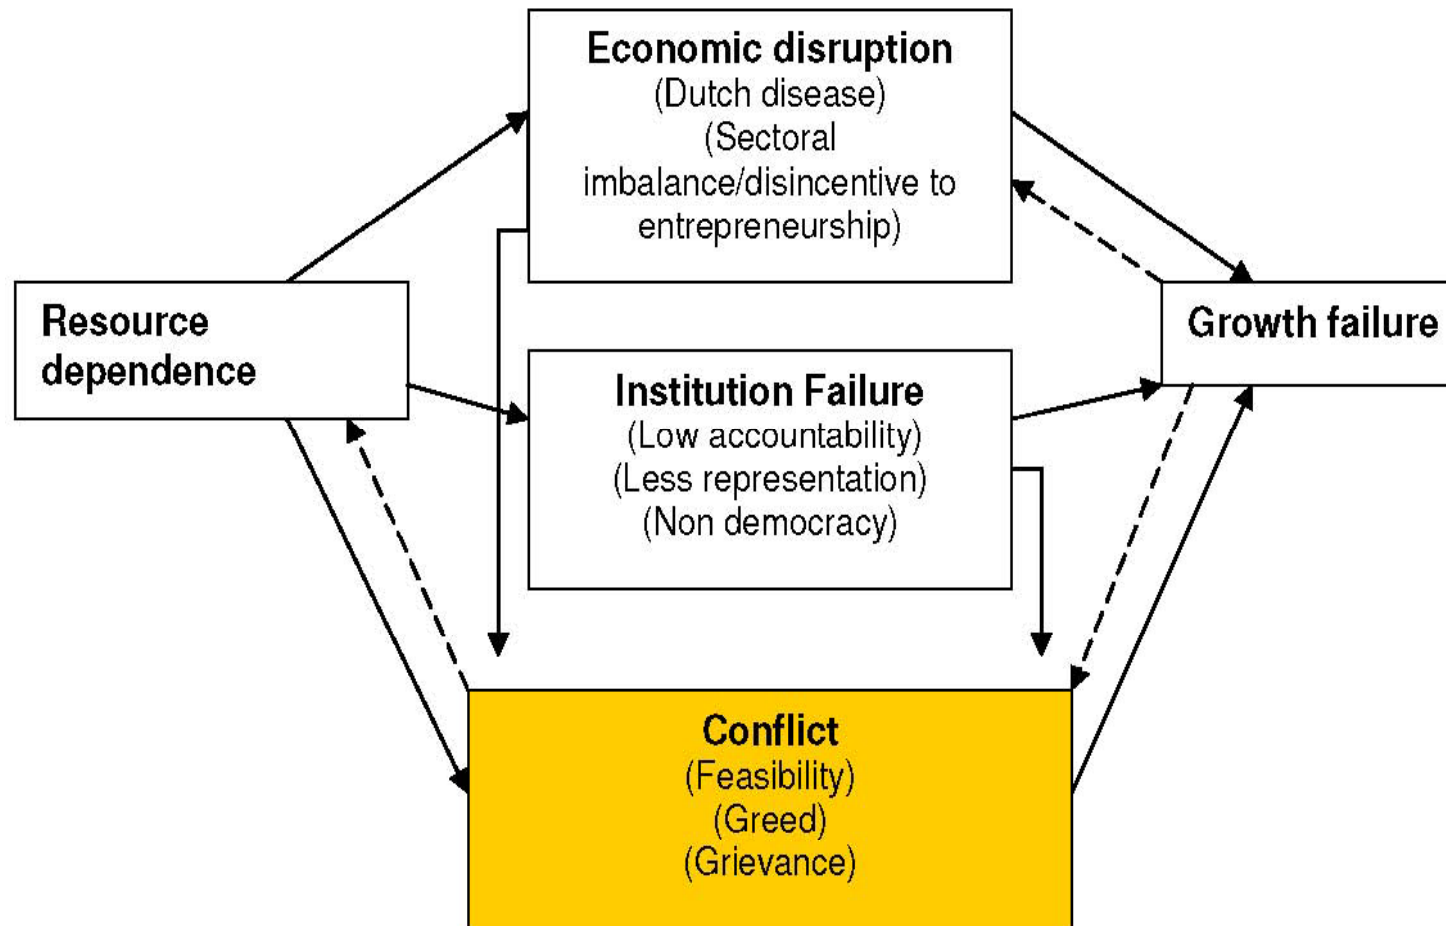 Economic disruption
(Dutch disease)
(Sectoral
imbalance/disincentive to
entrepreneurship)
Resource
dependence
Growth failure
Institution Failure
(Low accountability)
(Less representation)
(Non democracy)
Conflict
(Feasibility)
(Greed)
(Grievance)